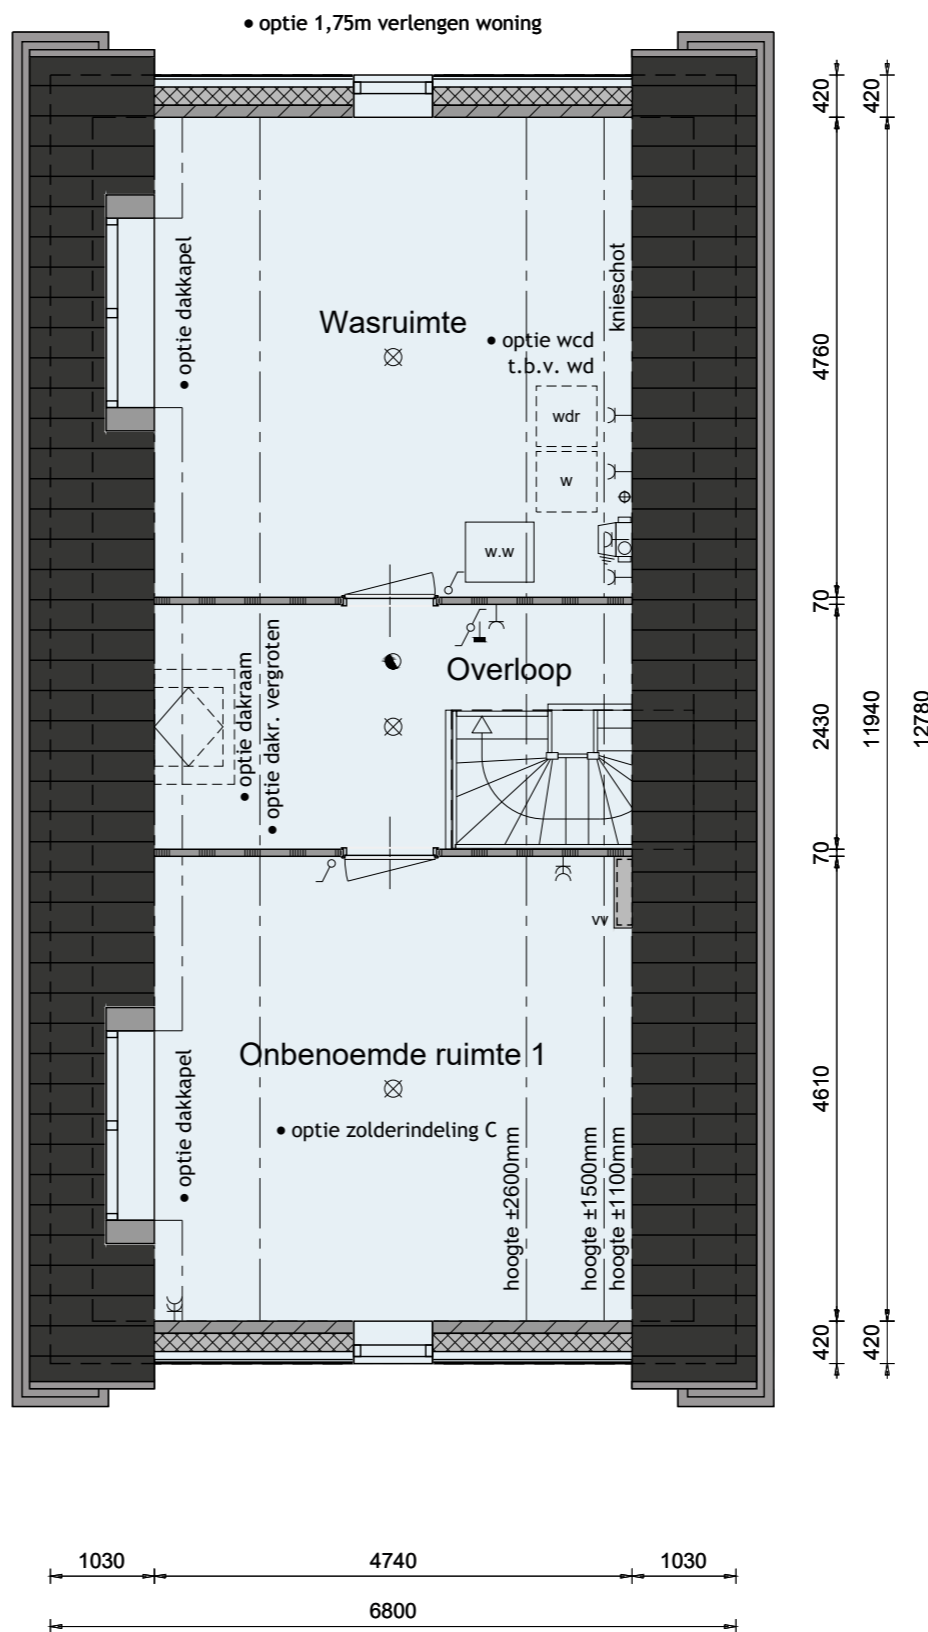 • optie 1,75m verlengen woning
420
420
• optie dakkapel
knieschot
Wasruimte
• optie wcd
t.b.v. wd
4760
wdr
w
w.w
70
• optie dakraam
• optie dakr. vergroten
Overloop
2430
11940
12780
70
vv
Onbenoemde ruimte 1
• optie dakkapel
• optie zolderindeling C
4610
hoogte ±2600mm
hoogte ±1500mm
hoogte ±1100mm
420
420
1030
4740
1030
6800